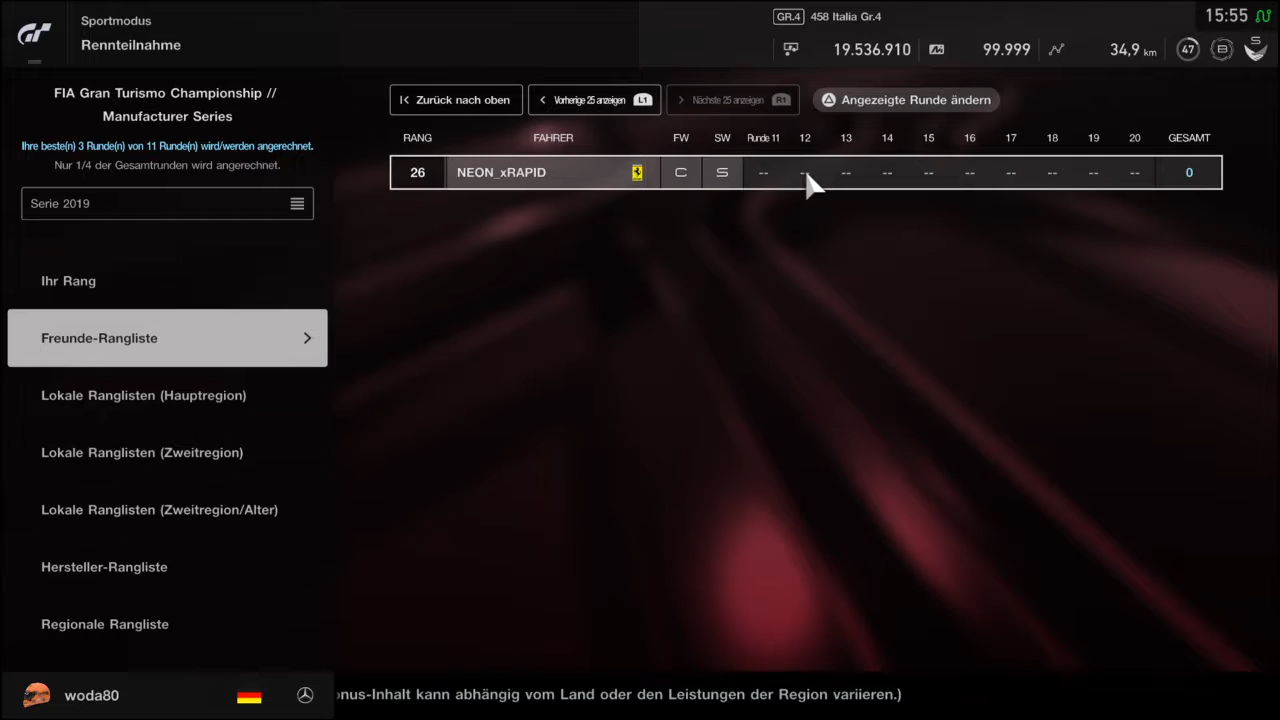 Sportmodus
Rennteilnahme
GR.4 458 Italia Gr.4
15:55
19.536.910 99.999 34,9 km 47 B S
FIA Gran Turismo Championship //
Manufacturer Series
Ihre beste(n) 3 Runde(n) von 11 Runde(n) wird/werden angerechnet.
Nur 1/4 der Gesamtrunden wird angerechnet.
Serie 2019
Ihr Rang
Freunde-Rangliste
Lokale Ranglisten (Hauptregion)
Lokale Ranglisten (Zweitregion)
Lokale Ranglisten (Zweitregion/Alter)
Hersteller-Rangliste
Regionale Rangliste
Zurück nach oben Vorherige 25 anzeigen L1 Nächste 25 anzeigen R1 Angezeigte Runde ändern
RANG FAHRER FW SW Runde 11 12 13 14 15 16 17 18 19 20 GESAMT
26 NEON_xRAPID C S -- -- -- -- -- -- -- -- -- -- 0
woda80
onus-Inhalt kann abhängig vom Land oder den Leistungen der Region variieren.)